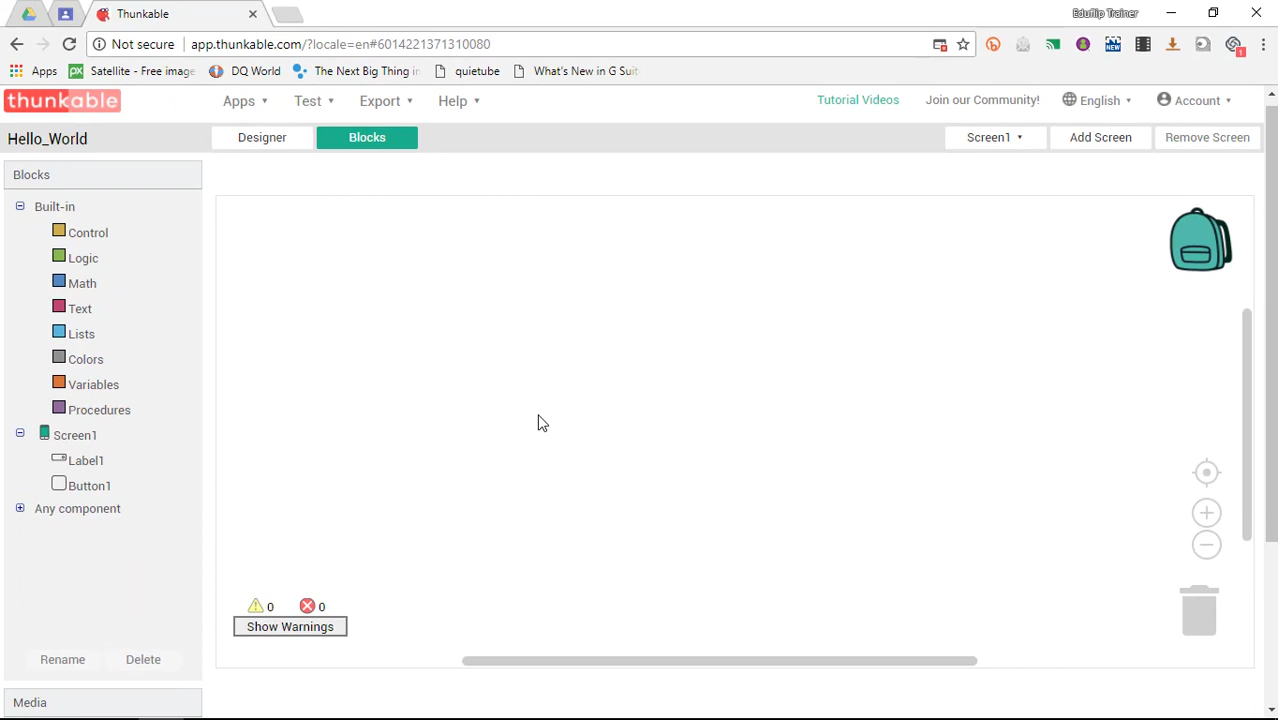 Thunkable
Eduflip Trainer
Not secure
app.thunkable.com/?locale=en#6014221371310080
1
Apps
PX
Satellite - Free image
DQ World
The Next Big Thing in
quietube
What's New in G Suit
thunkable
Apps
Test
Export
Help
Tutorial Videos
Join our Community!
English
Account
Hello_World
Designer
Blocks
Screen1
Add Screen
Remove Screen
Blocks
Built-in
Control
Logic
Math
Text
Lists
Colors
Variables
Procedures
Screen1
Label1
Button1
Any component
0
0
Show Warnings
Rename
Delete
Media